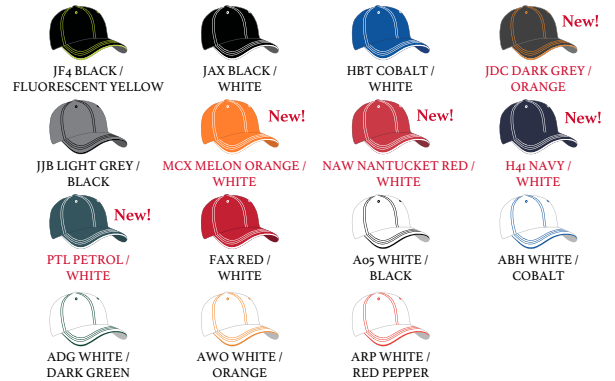 JF4 BLACK /
FLUORESCENT YELLOW
JAX BLACK /
WHITE
HBT COBALT /
WHITE
New!
JDC DARK GREY /
ORANGE
JJB LIGHT GREY /
BLACK
New!
MCX MELON ORANGE /
WHITE
New!
NAW NANTUCKET RED /
WHITE
New!
H41 NAVY /
WHITE
New!
PTL PETROL /
WHITE
FAX RED /
WHITE
A05 WHITE /
BLACK
ABH WHITE /
COBALT
ADG WHITE /
DARK GREEN
AWO WHITE /
ORANGE
ARP WHITE /
RED PEPPER